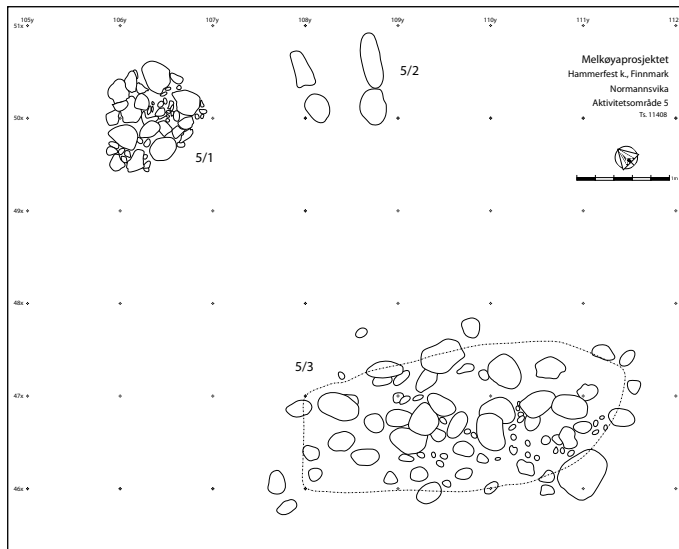 105y 106y 107y 108y 109y 110y 111y 112
51x
5/2
Melkøyaprosjektet
Hammerfest k., Finnmark
Normannsvika
Aktivitetsområde 5
Ts. 11408
50x
5/1
1m
49x
48x
5/3
47x
46x